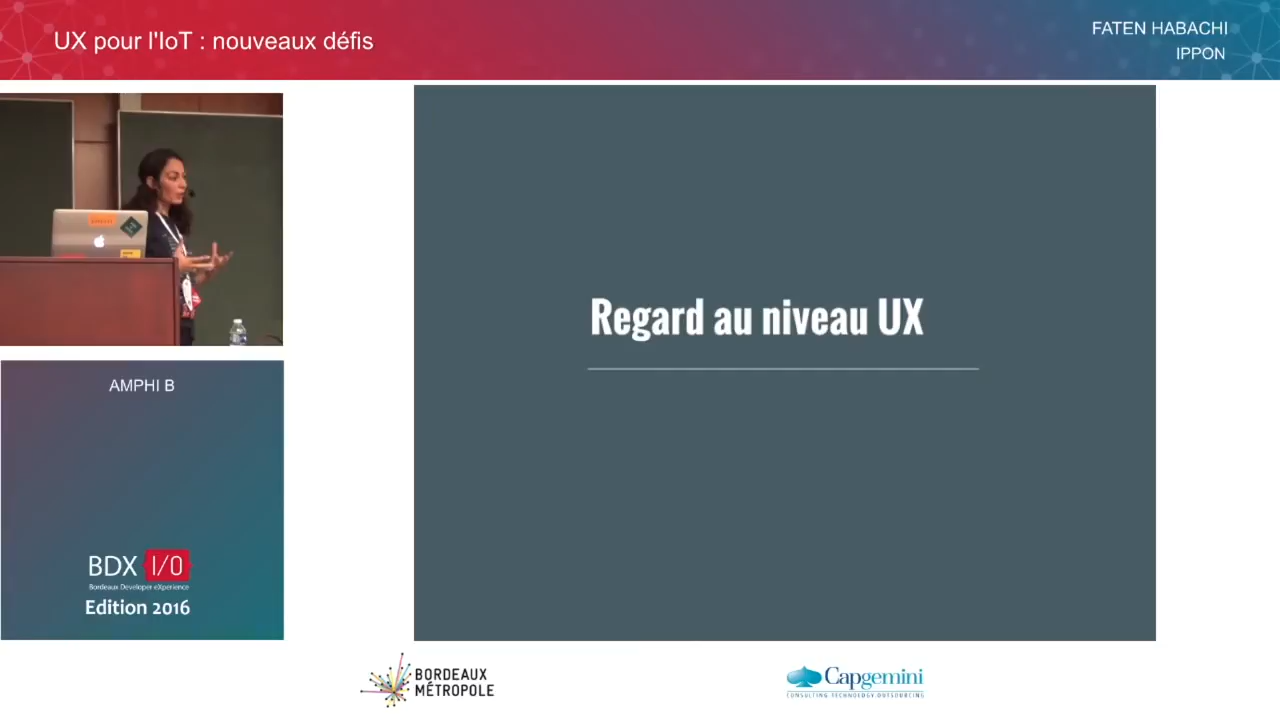 UX pour l'IoT : nouveaux défis
FATEN HABACHI
IPPON
Regard au niveau UX
AMPHI B
BDX I/O
Bordeaux Developer eXperience
Edition 2016
BORDEAUX
MÉTROPOLE
Capgemini
CONSULTING.TECHNOLOGY.OUTSOURCING